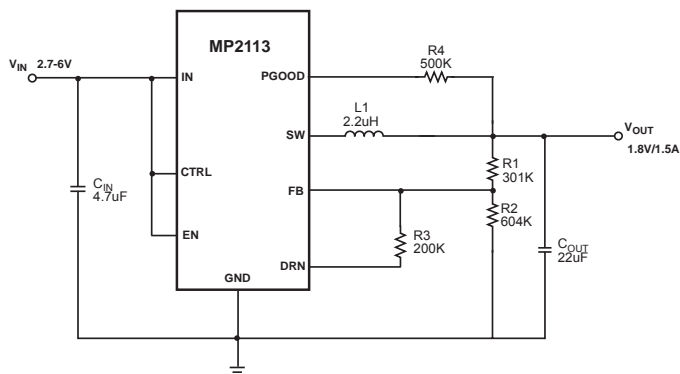 MP2113
V_IN 2.7-6V
IN
PGOOD
R4
500K
L1
2.2uH
SW
V_OUT
1.8V/1.5A
R1
301K
CTRL
C_IN
4.7uF
FB
R2
604K
R3
200K
EN
C_OUT
22uF
DRN
GND